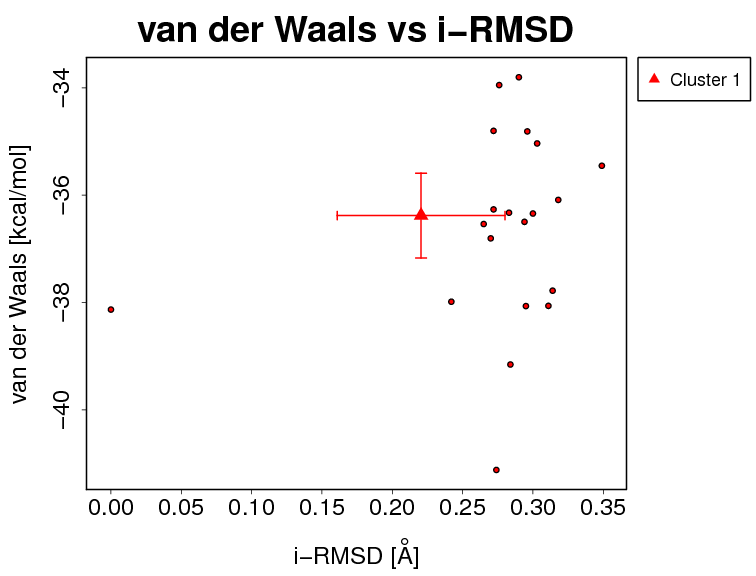 van der Waals vs i−RMSD
Cluster 1
van der Waals [kcal/mol]
−34
−36
−38
−40
0.00 0.05 0.10 0.15 0.20 0.25 0.30 0.35
i−RMSD [Å]